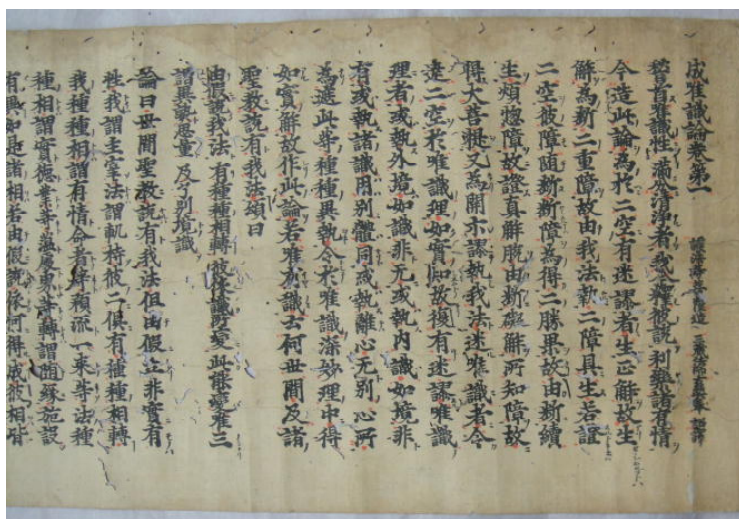 成唯識論卷第一 護法等菩薩造 三藏法師玄奘奉 詔譯
稽首唯識性 滿分清淨者 我今釋彼說 利樂諸有情
今造此論為於二空有迷謬者生正解故生
解為斷二重障故由我法執二障具生若證
二空彼障随斷斷障為得二勝果故由斷續
生煩惱障故證真解脫由斷礙解所知障故
得大菩提又為開示謬執我法迷唯識者令
達二空於唯識理如實知故復有迷謬唯識
理者或執外境如識非无或執内識如境非
有或執諸識用別體同或執離心无別心所
為遮此等種種異執令於唯識深妙理中得
如實解故作此論若唯有識云何世間及諸
聖教說有我法頌曰
由假說我法 有種種相轉 彼依識所變 此能變唯三
謂異熟思量 及了別境識
論曰世間聖教說有我法但由假立非實有
性我謂主宰法謂軌持彼二俱有種種相轉
我種種相謂有情命者等預流一来等法種
種相謂實德業等蘊處界等轉謂隨緣施設
有異如是諸相若由假說依何得成彼相皆